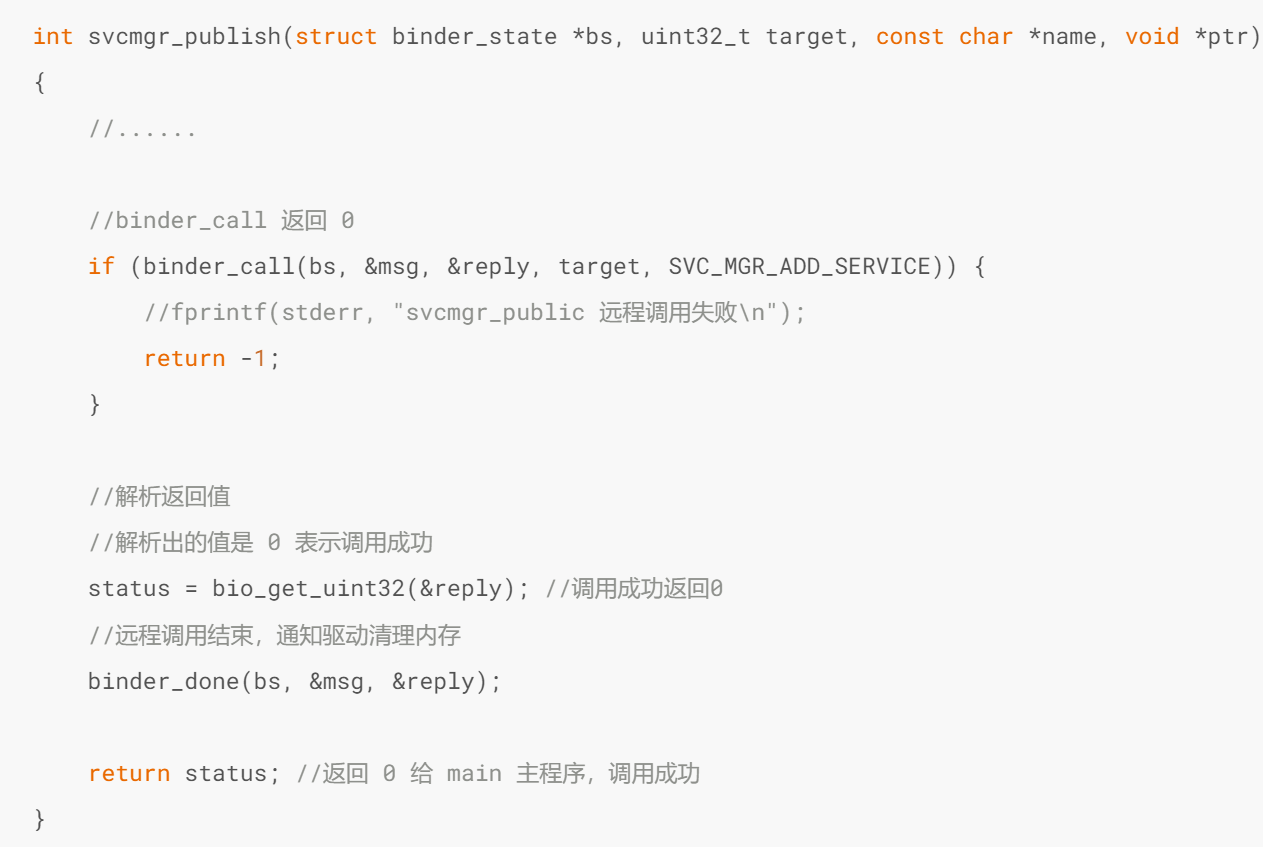 int svcmgr_publish(struct binder_state *bs, uint32_t target, const char *name, void *ptr)
{
    //......
    //binder_call 返回 0
    if (binder_call(bs, &msg, &reply, target, SVC_MGR_ADD_SERVICE)) {
        //fprintf(stderr, "svcmgr_public 远程调用失败\n");
        return -1;
    }
    //解析返回值
    //解析出的值是 0 表示调用成功
    status = bio_get_uint32(&reply); //调用成功返回0
    //远程调用结束，通知驱动清理内存
    binder_done(bs, &msg, &reply);
    return status; //返回 0 给 main 主程序，调用成功
}